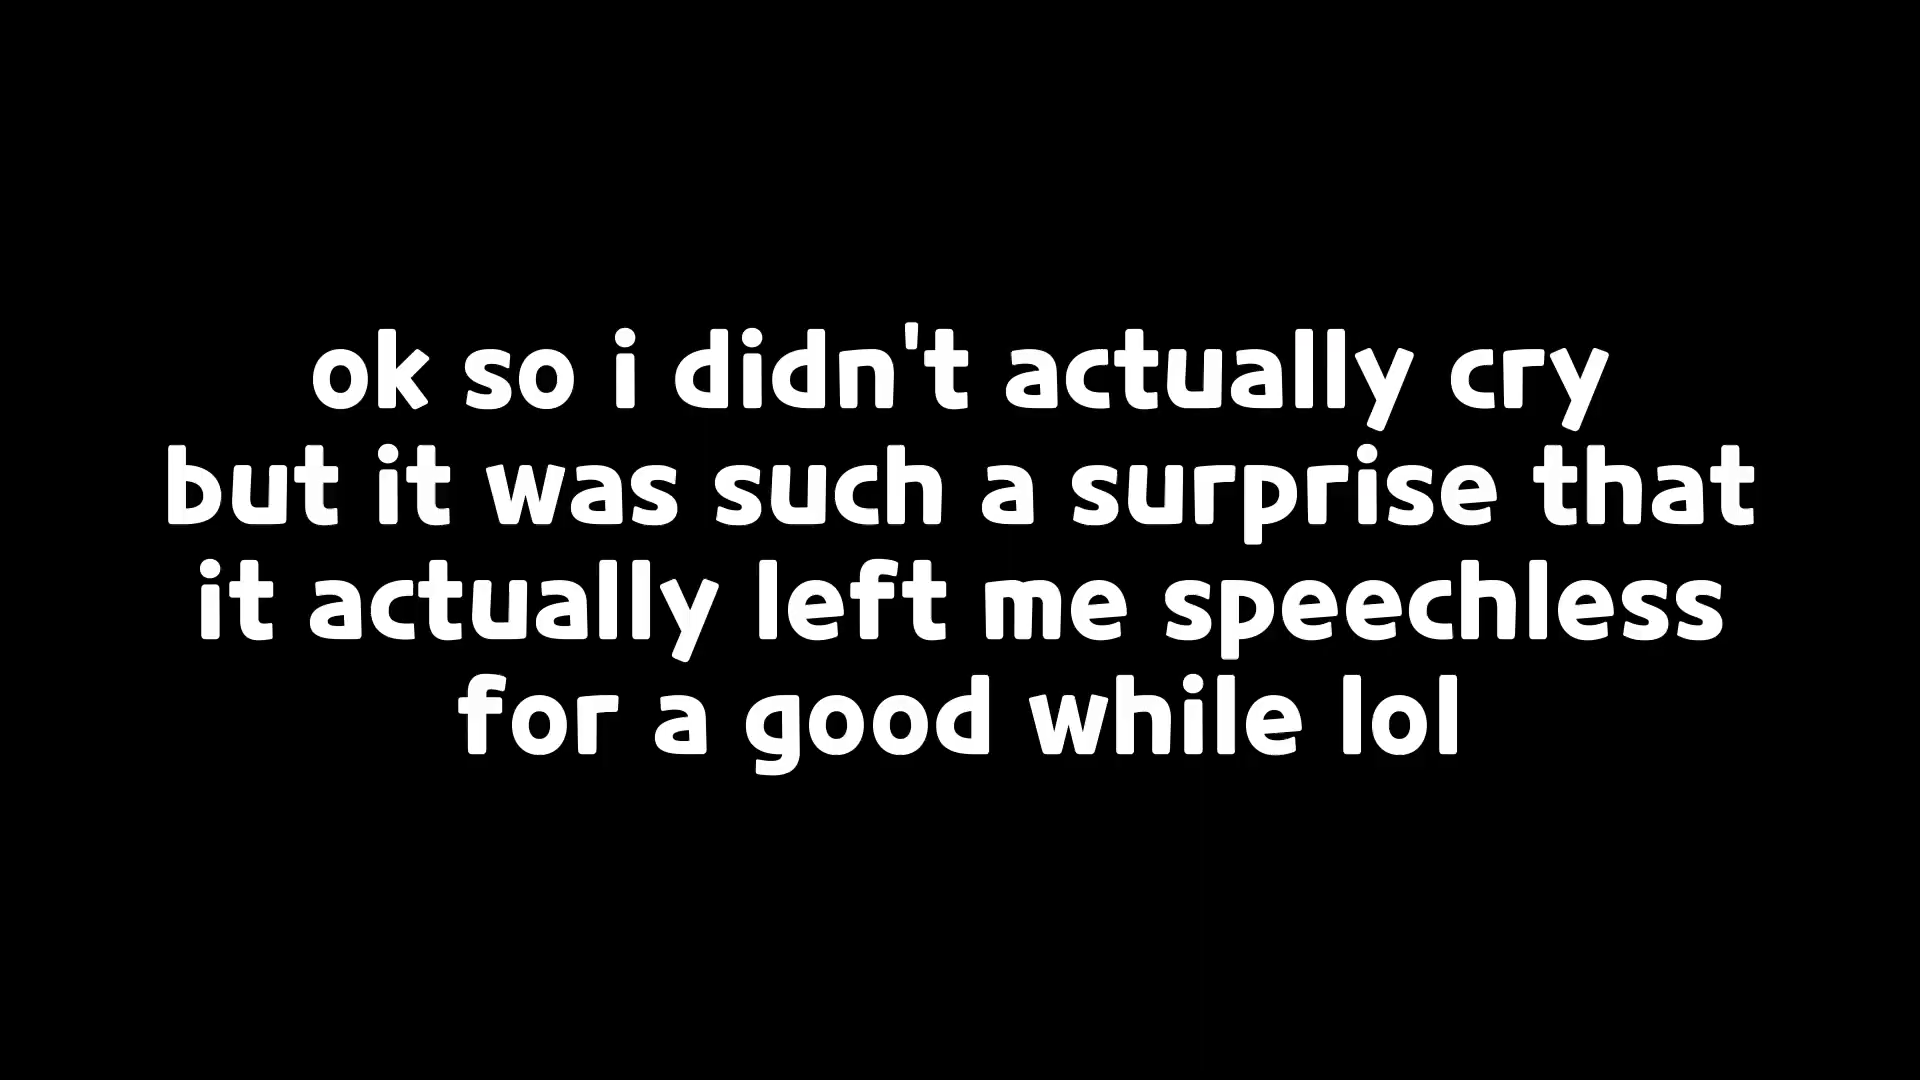 ok so i didn't actually cry
but it was such a surprise that
it actually left me speechless
for a good while lol